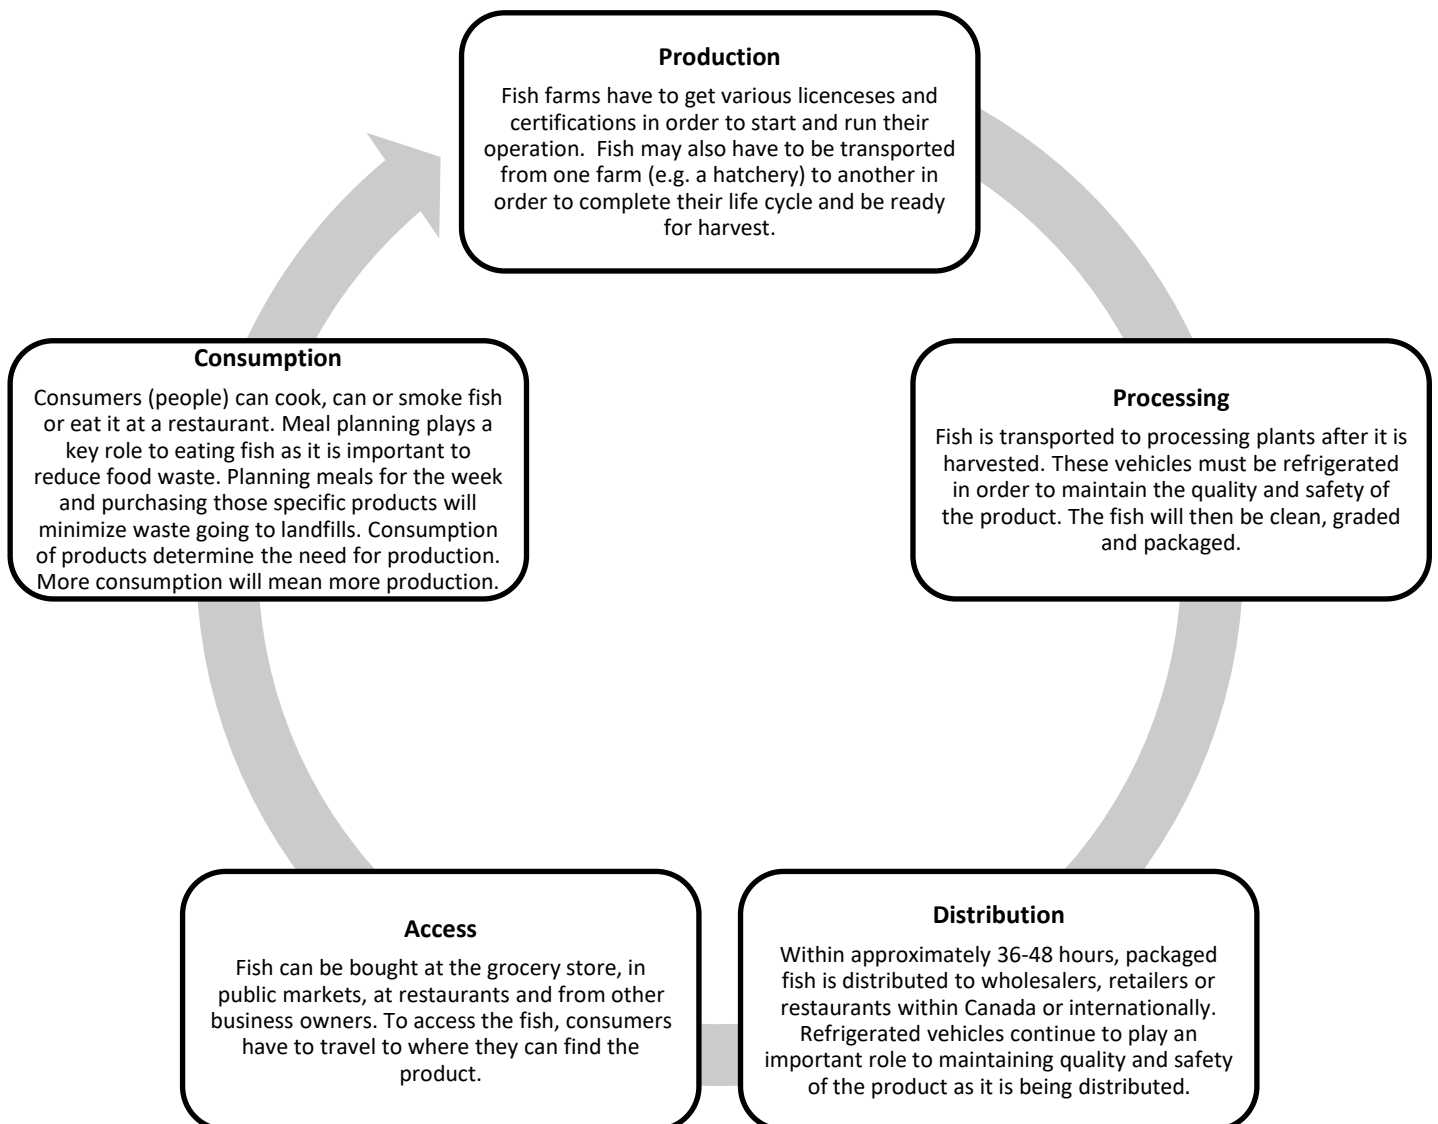 Production
Fish farms have to get various licenceses and
certifications in order to start and run their
operation.  Fish may also have to be transported
from one farm (e.g. a hatchery) to another in
order to complete their life cycle and be ready
for harvest.
Processing
Fish is transported to processing plants after it is
harvested. These vehicles must be refrigerated
in order to maintain the quality and safety of
the product. The fish will then be clean, graded
and packaged.
Distribution
Within approximately 36-48 hours, packaged
fish is distributed to wholesalers, retailers or
restaurants within Canada or internationally.
Refrigerated vehicles continue to play an
important role to maintaining quality and safety
of the product as it is being distributed.
Access
Fish can be bought at the grocery store, in
public markets, at restaurants and from other
business owners. To access the fish, consumers
have to travel to where they can find the
product.
Consumption
Consumers (people) can cook, can or smoke fish
or eat it at a restaurant. Meal planning plays a
key role to eating fish as it is important to
reduce food waste. Planning meals for the week
and purchasing those specific products will
minimize waste going to landfills. Consumption
of products determine the need for production.
More consumption will mean more production.